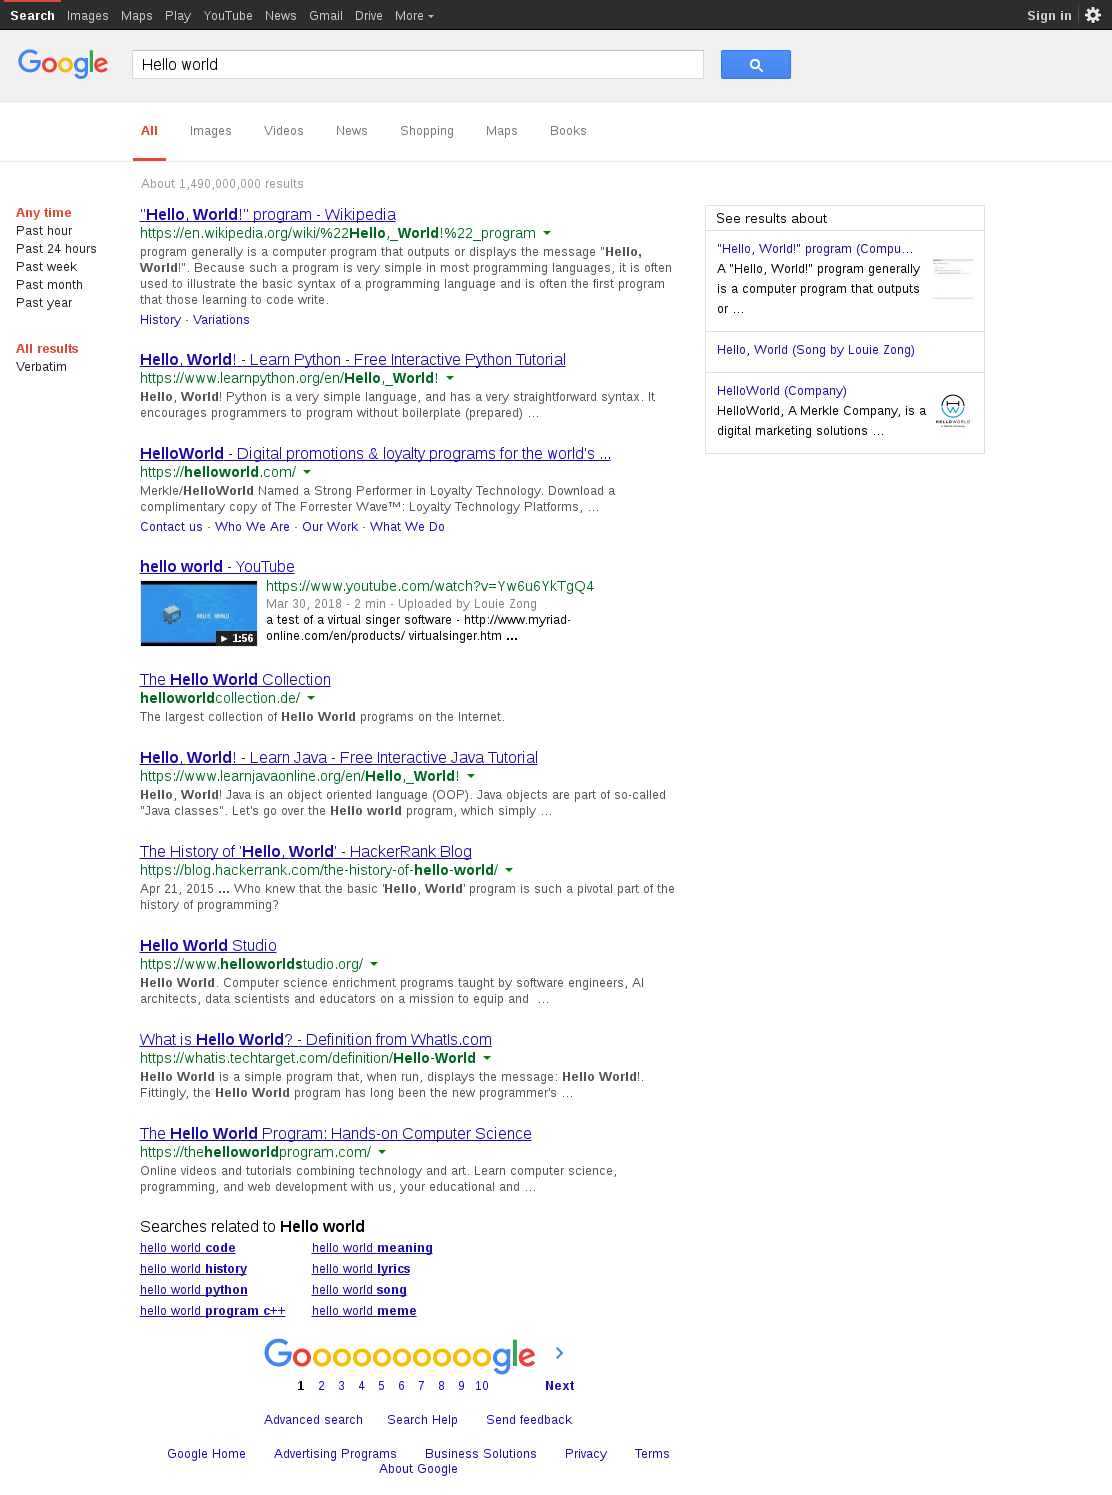 Search Images Maps Play YouTube News Gmail Drive More Sign in
Google
Hello world
All Images Videos News Shopping Maps Books
About 1,490,000,000 results
Any time
Past hour
Past 24 hours
Past week
Past month
Past year
All results
Verbatim
"Hello, World!" program - Wikipedia
https://en.wikipedia.org/wiki/%22Hello,_World!%22_program
program generally is a computer program that outputs or displays the message "Hello,
World!". Because such a program is very simple in most programming languages, it is often
used to illustrate the basic syntax of a programming language and is often the first program
that those learning to code write.
History · Variations
Hello, World! - Learn Python - Free Interactive Python Tutorial
https://www.learnpython.org/en/Hello,_World!
Hello, World! Python is a very simple language, and has a very straightforward syntax. It
encourages programmers to program without boilerplate (prepared) ...
HelloWorld - Digital promotions & loyalty programs for the world's ...
https://helloworld.com/
Merkle/HelloWorld Named a Strong Performer in Loyalty Technology. Download a
complimentary copy of The Forrester Wave™: Loyalty Technology Platforms, ...
Contact us · Who We Are · Our Work · What We Do
hello world - YouTube
HELLO, WORLD
1:56
https://www.youtube.com/watch?v=Yw6u6YkTgQ4
Mar 30, 2018 - 2 min - Uploaded by Louie Zong
a test of a virtual singer software - http://www.myriad-
online.com/en/products/ virtualsinger.htm ...
The Hello World Collection
helloworldcollection.de/
The largest collection of Hello World programs on the Internet.
Hello, World! - Learn Java - Free Interactive Java Tutorial
https://www.learnjavaonline.org/en/Hello,_World!
Hello, World! Java is an object oriented language (OOP). Java objects are part of so-called
"Java classes". Let's go over the Hello world program, which simply ...
The History of 'Hello, World' - HackerRank Blog
https://blog.hackerrank.com/the-history-of-hello-world/
Apr 21, 2015 ... Who knew that the basic 'Hello, World' program is such a pivotal part of the
history of programming?
Hello World Studio
https://www.helloworldstudio.org/
Hello World. Computer science enrichment programs taught by software engineers, AI
architects, data scientists and educators on a mission to equip and ...
What is Hello World? - Definition from WhatIs.com
https://whatis.techtarget.com/definition/Hello-World
Hello World is a simple program that, when run, displays the message: Hello World!.
Fittingly, the Hello World program has long been the new programmer's ...
The Hello World Program: Hands-on Computer Science
https://thehelloworldprogram.com/
Online videos and tutorials combining technology and art. Learn computer science,
programming, and web development with us, your educational and ...
See results about
"Hello, World!" program (Compu...
A "Hello, World!" program generally
is a computer program that outputs
or ...
Hello, World (Song by Louie Zong)
HelloWorld (Company)
HelloWorld, A Merkle Company, is a
digital marketing solutions ...
HELLOWORLD
Searches related to Hello world
hello world code hello world meaning
hello world history hello world lyrics
hello world python hello world song
hello world program c++ hello world meme
Goooooooooogle
1 2 3 4 5 6 7 8 9 10 Next
Advanced search Search Help Send feedback
Google Home Advertising Programs Business Solutions Privacy Terms
About Google